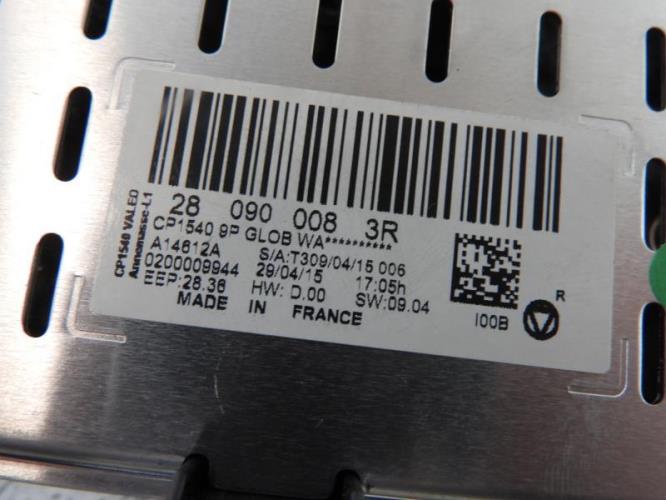 CP1540 VALEO
Annomasse-L1
28 090 008 3R
CP1540 9P GLOB WA**********
A14612A S/A:T309/04/15 006
0200009944 29/04/15 17:05h
EEP:28.36 HW: D.00 SW:09.04
MADE IN FRANCE
I00B
R